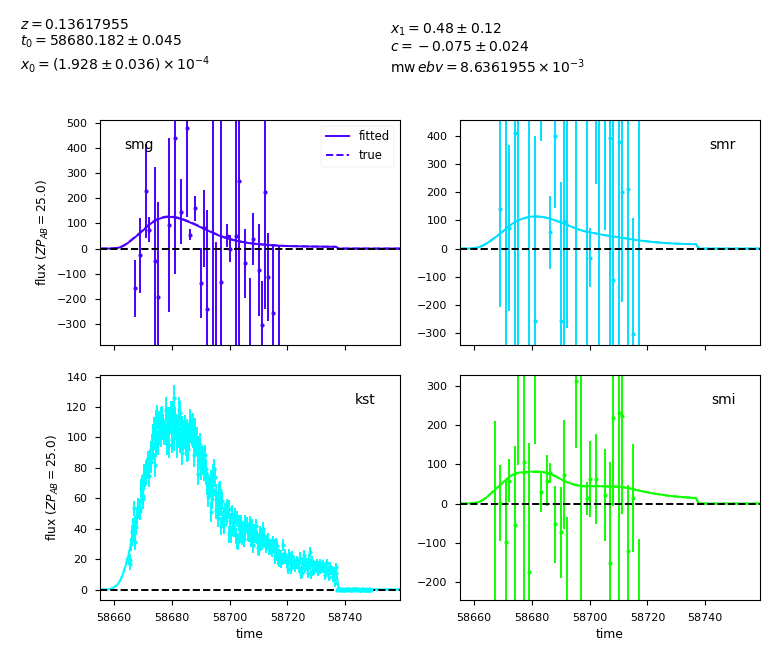 z = 0.13617955
t₀ = 58680.182 ± 0.045
x₀ = (1.928 ± 0.036) × 10⁻⁴
x₁ = 0.48 ± 0.12
c = −0.075 ± 0.024
mw ebv = 8.6361955 × 10⁻³
smg
fitted
true
500
400
300
200
100
0
−100
−200
−300
flux (ZP_AB = 25.0)
smr
400
300
200
100
0
−100
−200
−300
kst
140
120
100
80
60
40
20
0
flux (ZP_AB = 25.0)
58660 58680 58700 58720 58740
time
smi
300
200
100
0
−100
−200
58660 58680 58700 58720 58740
time